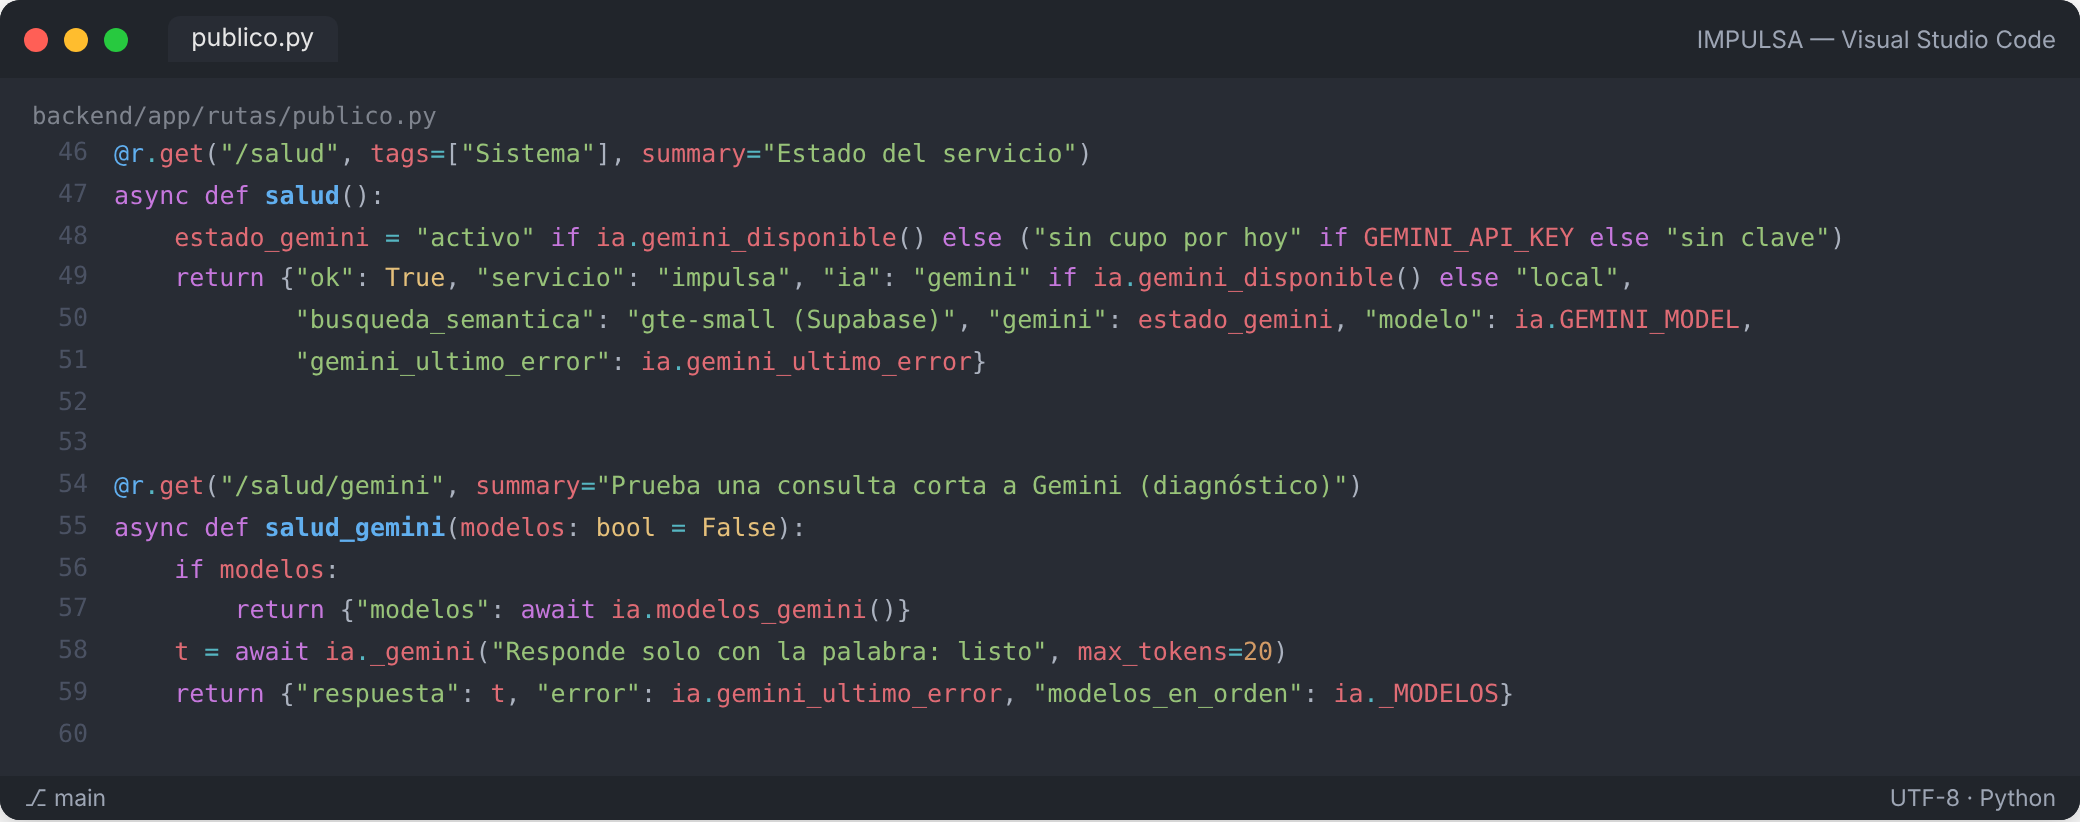 publico.py
IMPULSA — Visual Studio Code
backend/app/rutas/publico.py
46 @r.get("/salud", tags=["Sistema"], summary="Estado del servicio")
47 async def salud():
48     estado_gemini = "activo" if ia.gemini_disponible() else ("sin cupo por hoy" if GEMINI_API_KEY else "sin clave")
49     return {"ok": True, "servicio": "impulsa", "ia": "gemini" if ia.gemini_disponible() else "local",
50             "busqueda_semantica": "gte-small (Supabase)", "gemini": estado_gemini, "modelo": ia.GEMINI_MODEL,
51             "gemini_ultimo_error": ia.gemini_ultimo_error}
52
53
54 @r.get("/salud/gemini", summary="Prueba una consulta corta a Gemini (diagnóstico)")
55 async def salud_gemini(modelos: bool = False):
56     if modelos:
57         return {"modelos": await ia.modelos_gemini()}
58     t = await ia._gemini("Responde solo con la palabra: listo", max_tokens=20)
59     return {"respuesta": t, "error": ia.gemini_ultimo_error, "modelos_en_orden": ia._MODELOS}
60
⎇ main
UTF-8 · Python